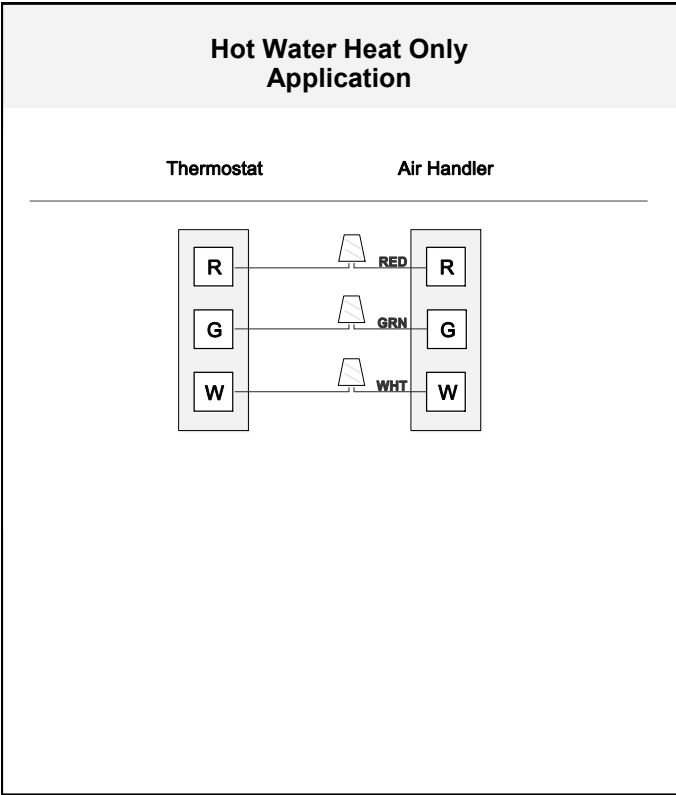 Hot Water Heat Only
Application
Thermostat Air Handler
R RED R
G GRN G
W WHT W